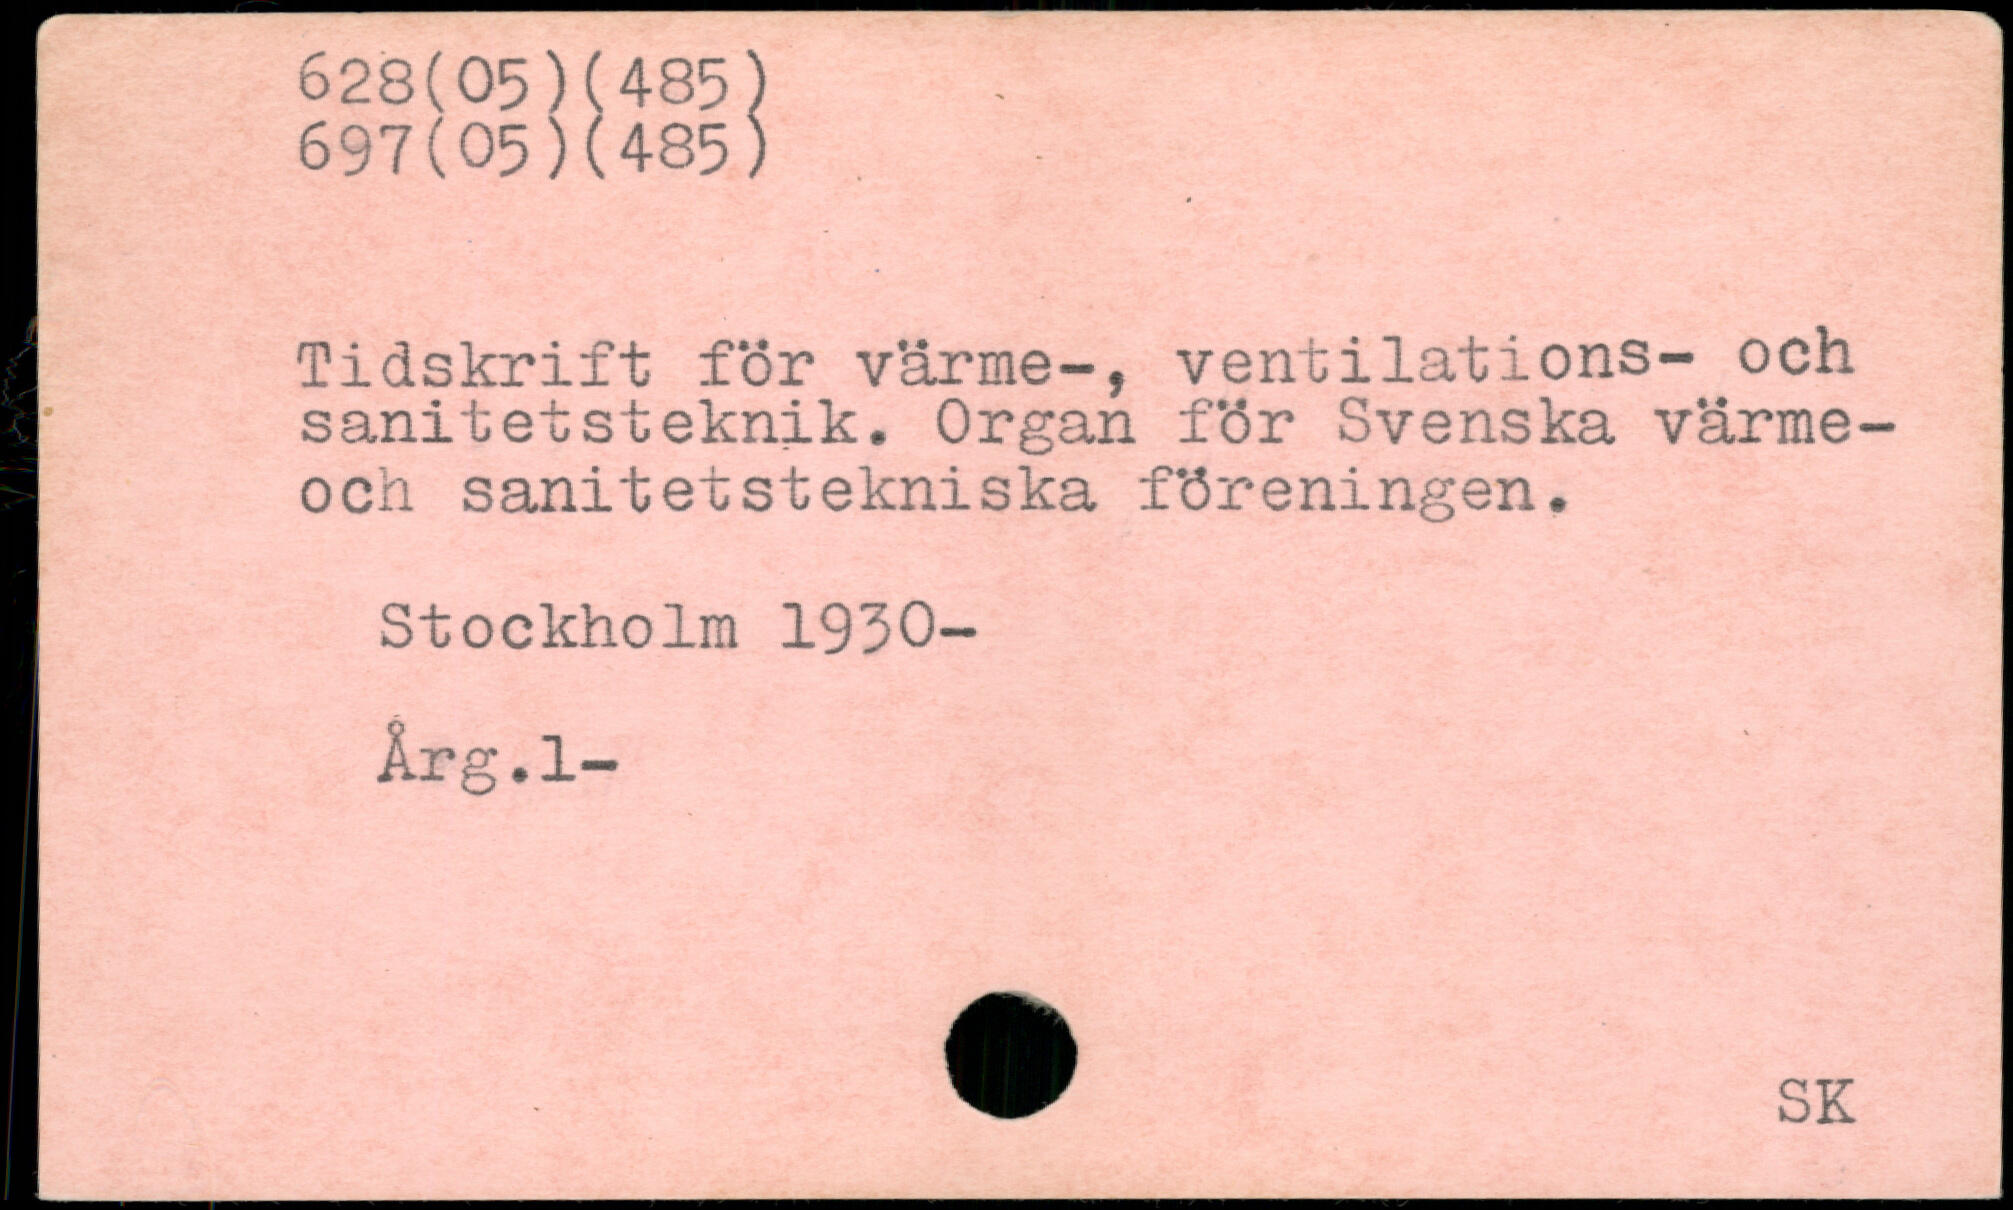 628(05)(485)
697(05)(485)
Tidskrift för värme-, ventilations- och
sanitetsteknik. Organ för Svenska värme-
och sanitetstekniska föreningen.
Stockholm 1930-
Årg.1-
SK